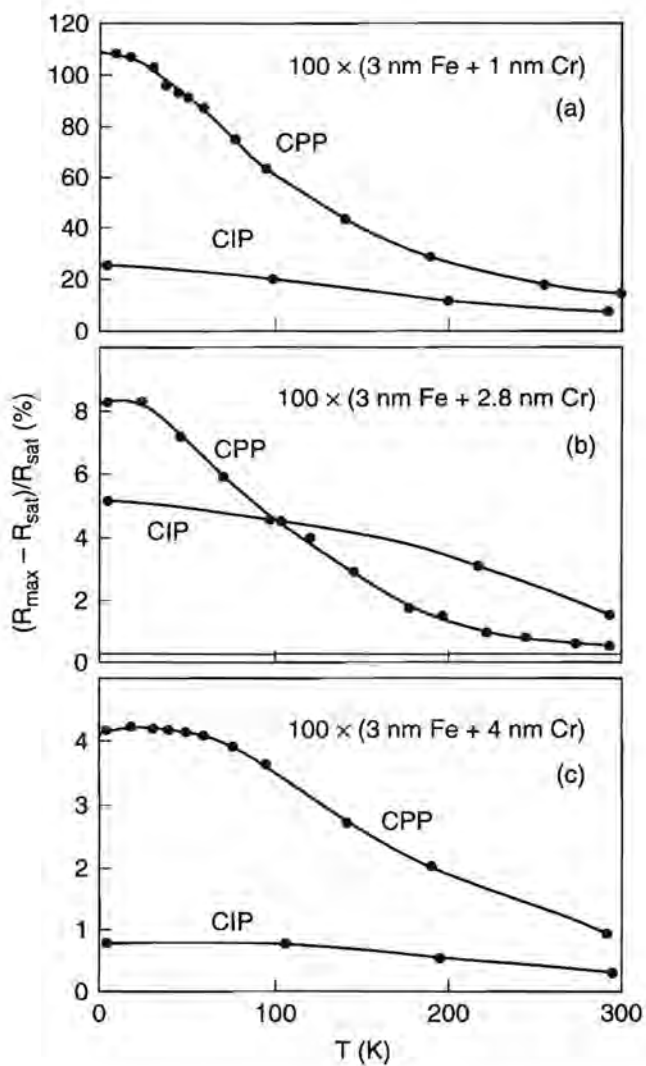 120
100
80
60
40
20
0
100 × (3 nm Fe + 1 nm Cr)
(a)
CPP
CIP
(R_max − R_sat)/R_sat (%)
8
6
4
2
0
100 × (3 nm Fe + 2.8 nm Cr)
(b)
CPP
CIP
4
3
2
1
0
100 × (3 nm Fe + 4 nm Cr)
(c)
CPP
CIP
0 100 200 300
T (K)